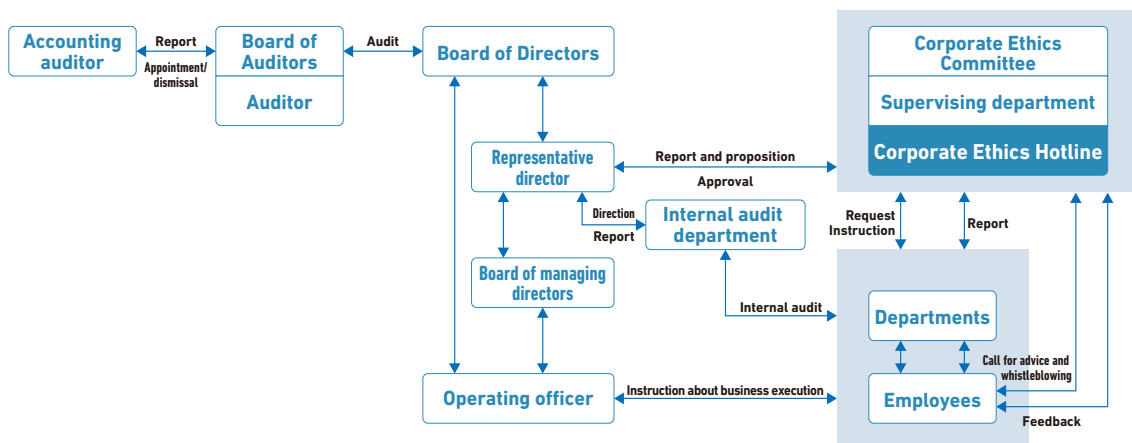 Accounting
auditor
Report
Appointment/
dismissal
Board of
Auditors
Auditor
Audit
Board of Directors
Corporate Ethics
Committee
Supervising department
Corporate Ethics Hotline
Representative
director
Report and proposition
Approval
Direction
Report
Internal audit
department
Request
Instruction
Report
Board of managing
directors
Internal audit
Departments
Call for advice and
whistleblowing
Operating officer
Instruction about business execution
Employees
Feedback